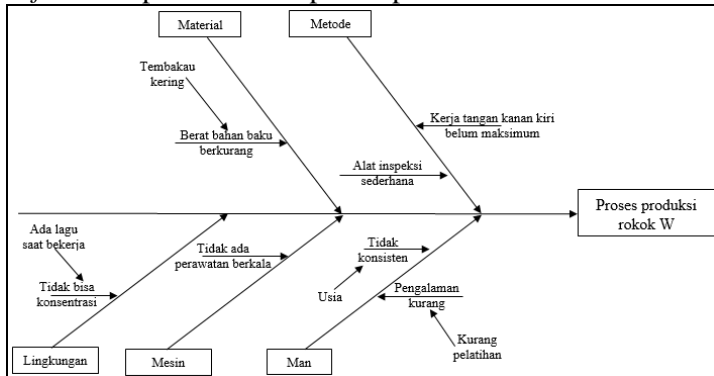 Material
Metode
Tembakau
kering
Kerja tangan kanan kiri
belum maksimum
Berat bahan baku
berkurang
Alat inspeksi
sederhana
Proses produksi
rokok W
Ada lagu
saat bekerja
Tidak ada
perawatan berkala
Tidak
konsisten
Tidak bisa
konsentrasi
Usia
Pengalaman
kurang
Kurang
pelatihan
Lingkungan
Mesin
Man